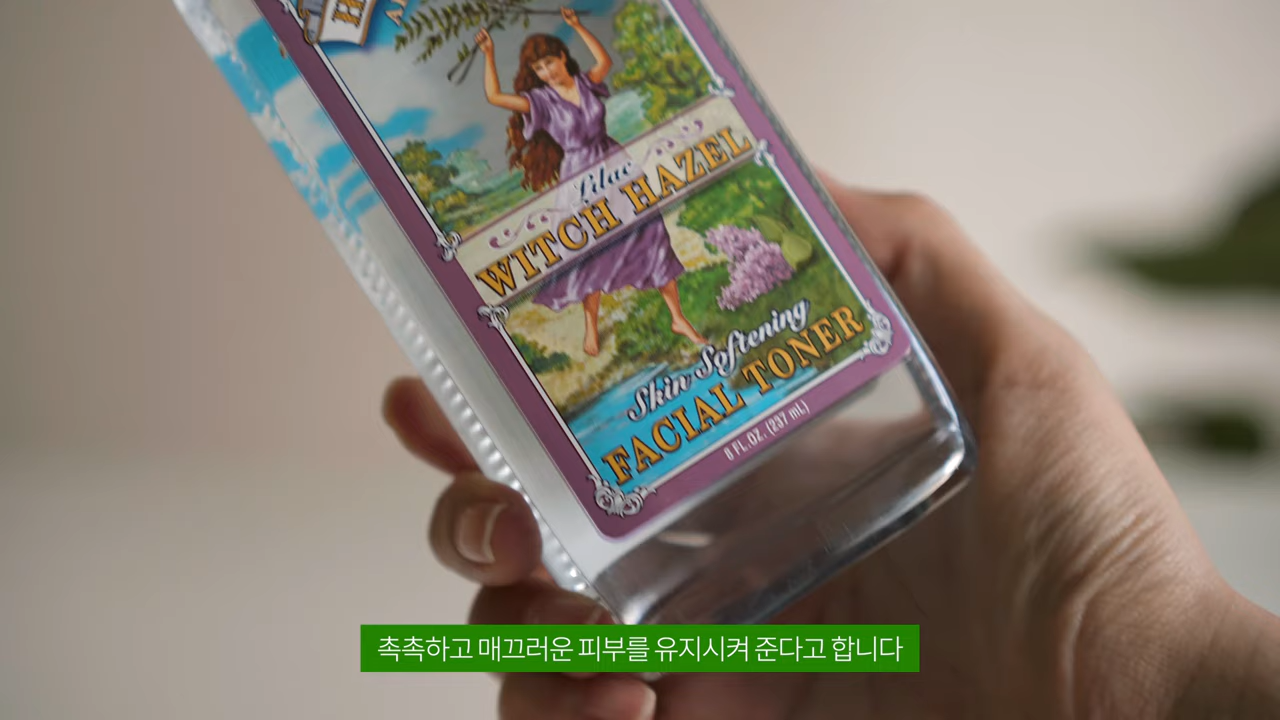 Lilac
WITCH HAZEL
Skin Softening
FACIAL TONER
8 FL.OZ. (237 mL)
촉촉하고 매끄러운 피부를 유지시켜 준다고 합니다